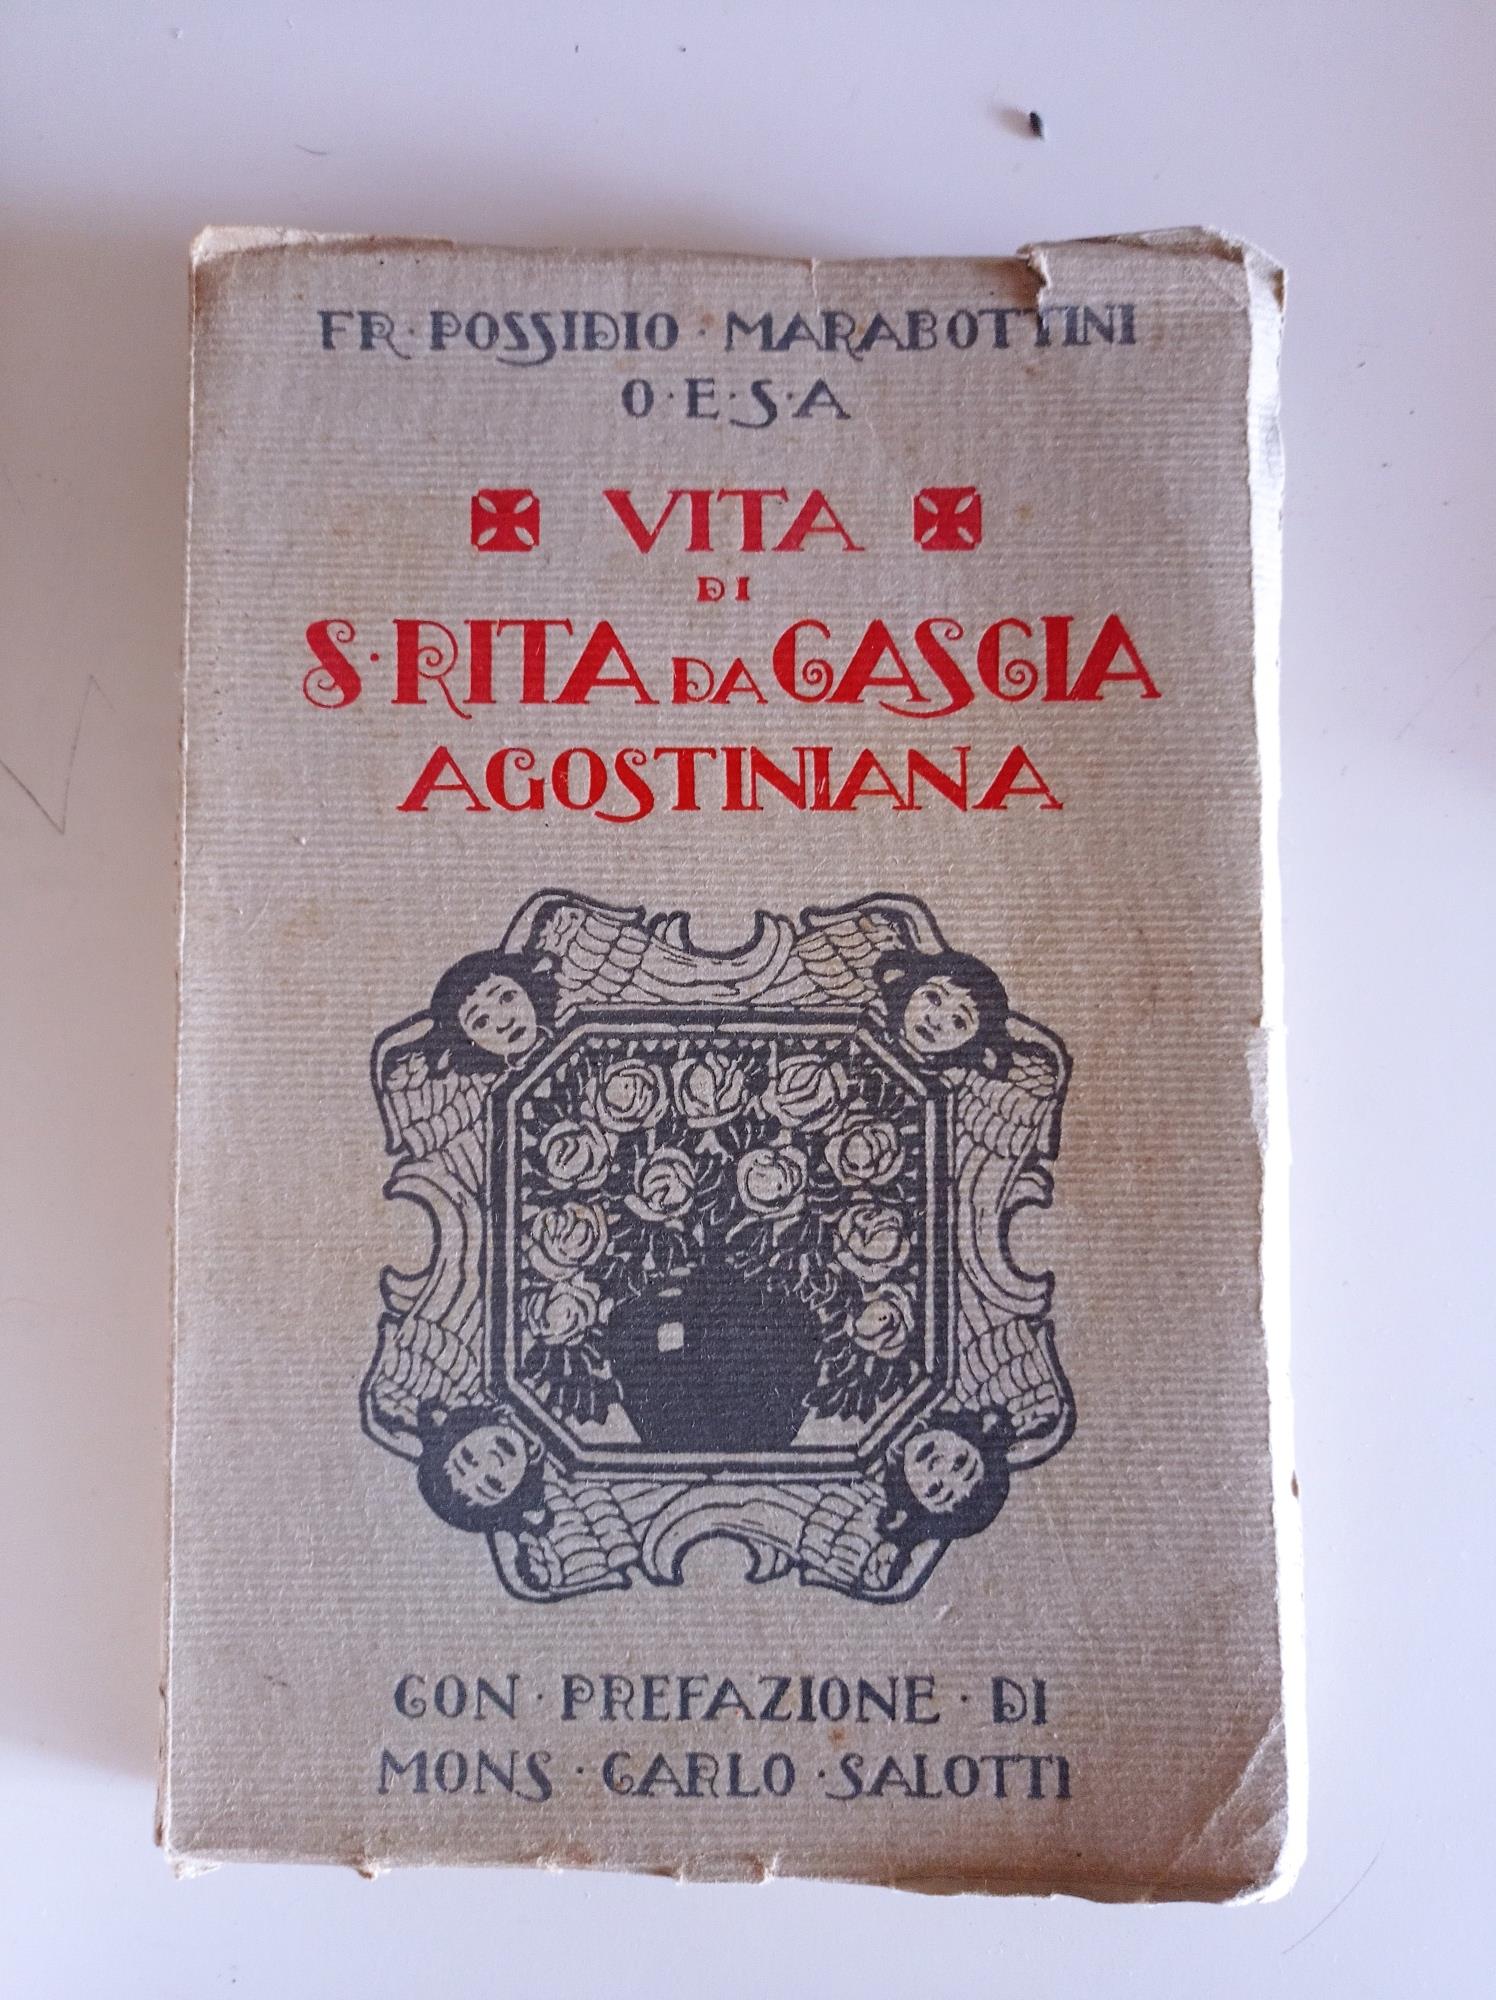 FR·POSSIDIO·MARABOTTINI
O·E·S·A
VITA
DI
S·RITA DA CASCIA
AGOSTINIANA
CON·PREFAZIONE·DI
MONS·CARLO·SALOTTI